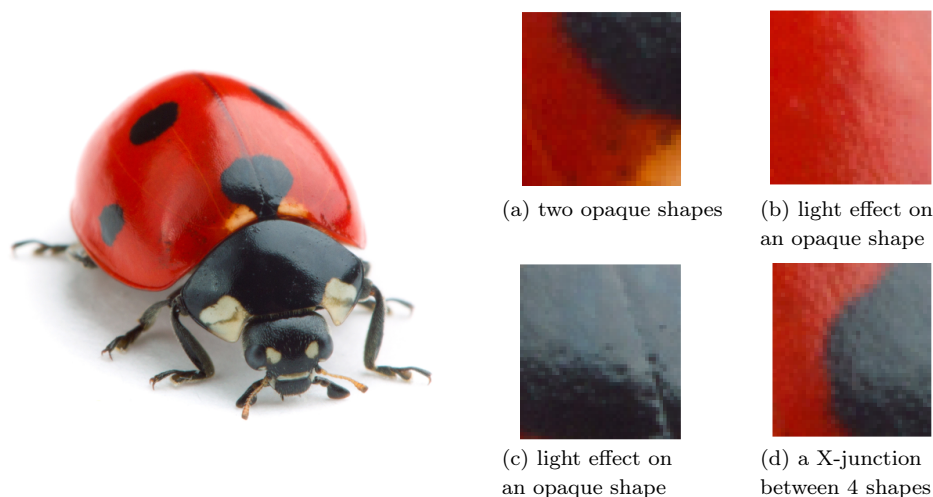 (a) two opaque shapes
(b) light effect on
an opaque shape
(c) light effect on
an opaque shape
(d) a X-junction
between 4 shapes